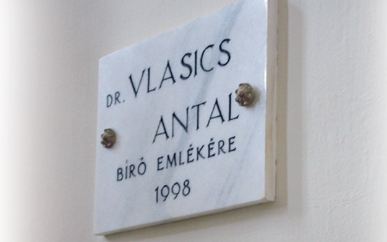 DR. VLASICS
ANTAL
BÍRÓ EMLÉKÉRE
1998